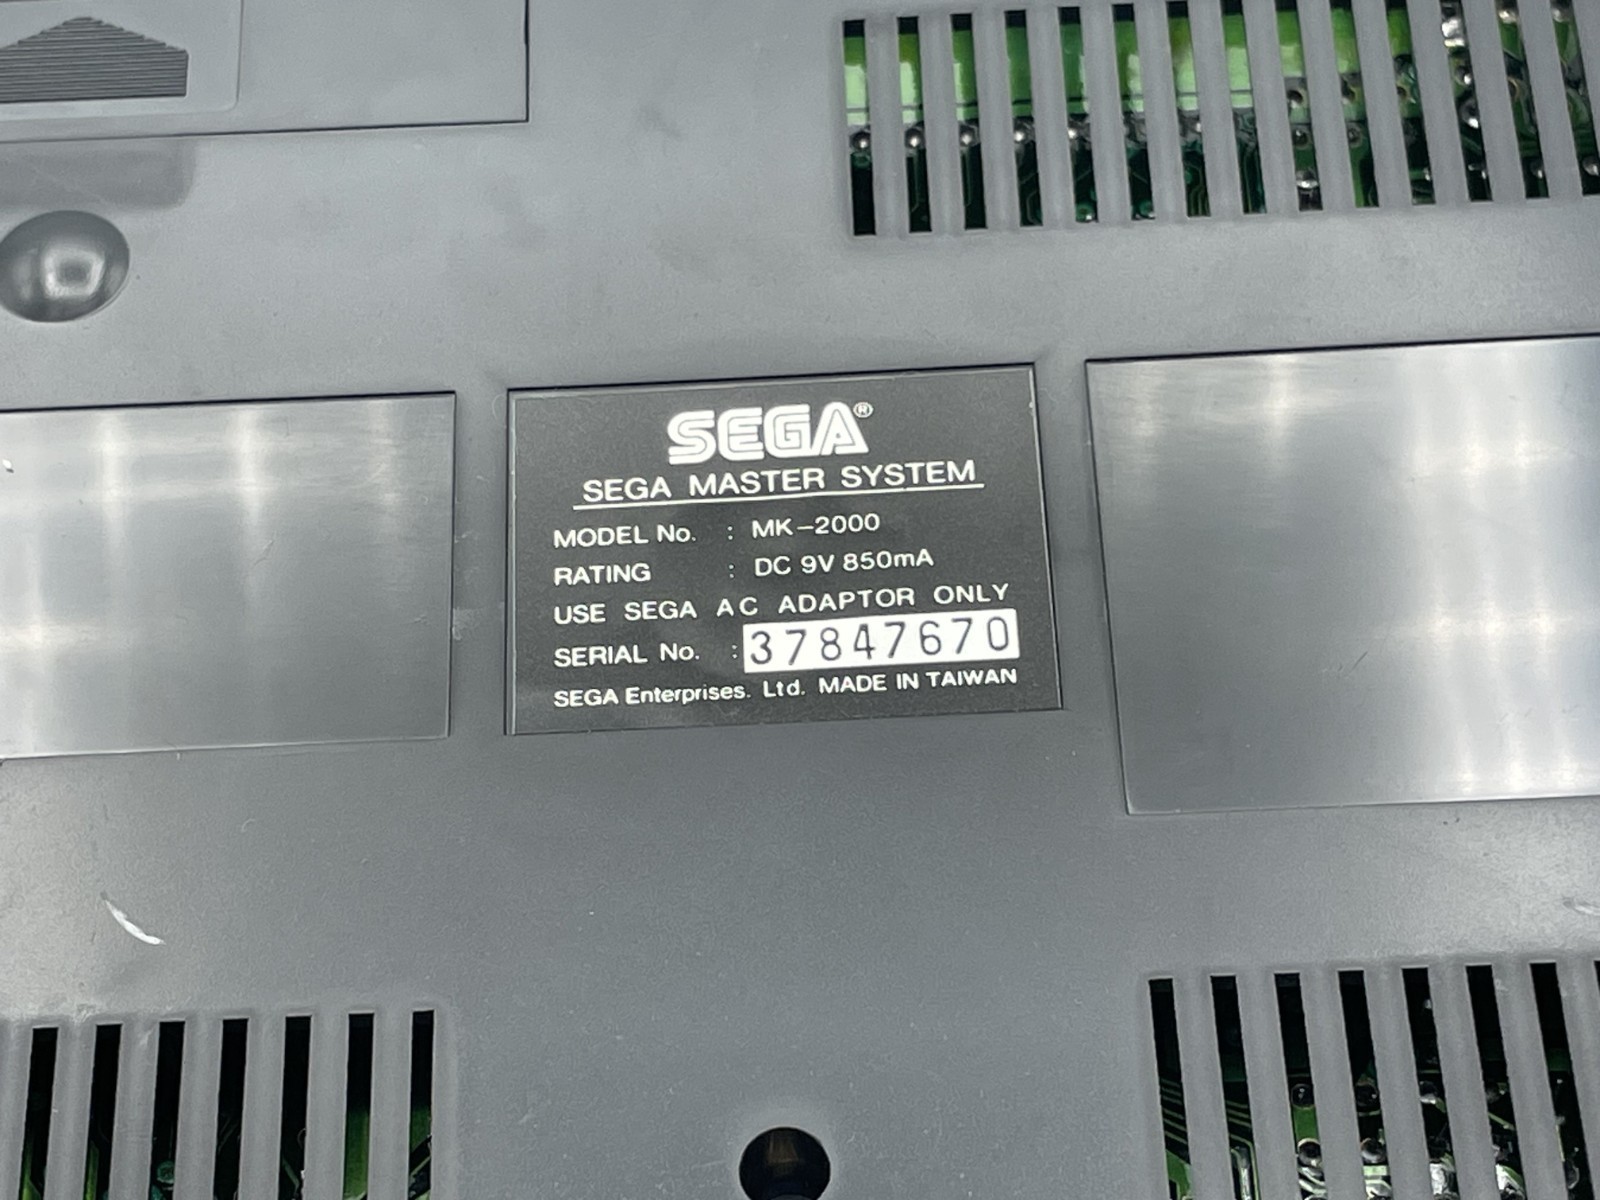 SEGA®
SEGA MASTER SYSTEM
MODEL No. : MK-2000
RATING : DC 9V 850mA
USE SEGA AC ADAPTOR ONLY
SERIAL No. : 37847670
SEGA Enterprises. Ltd. MADE IN TAIWAN